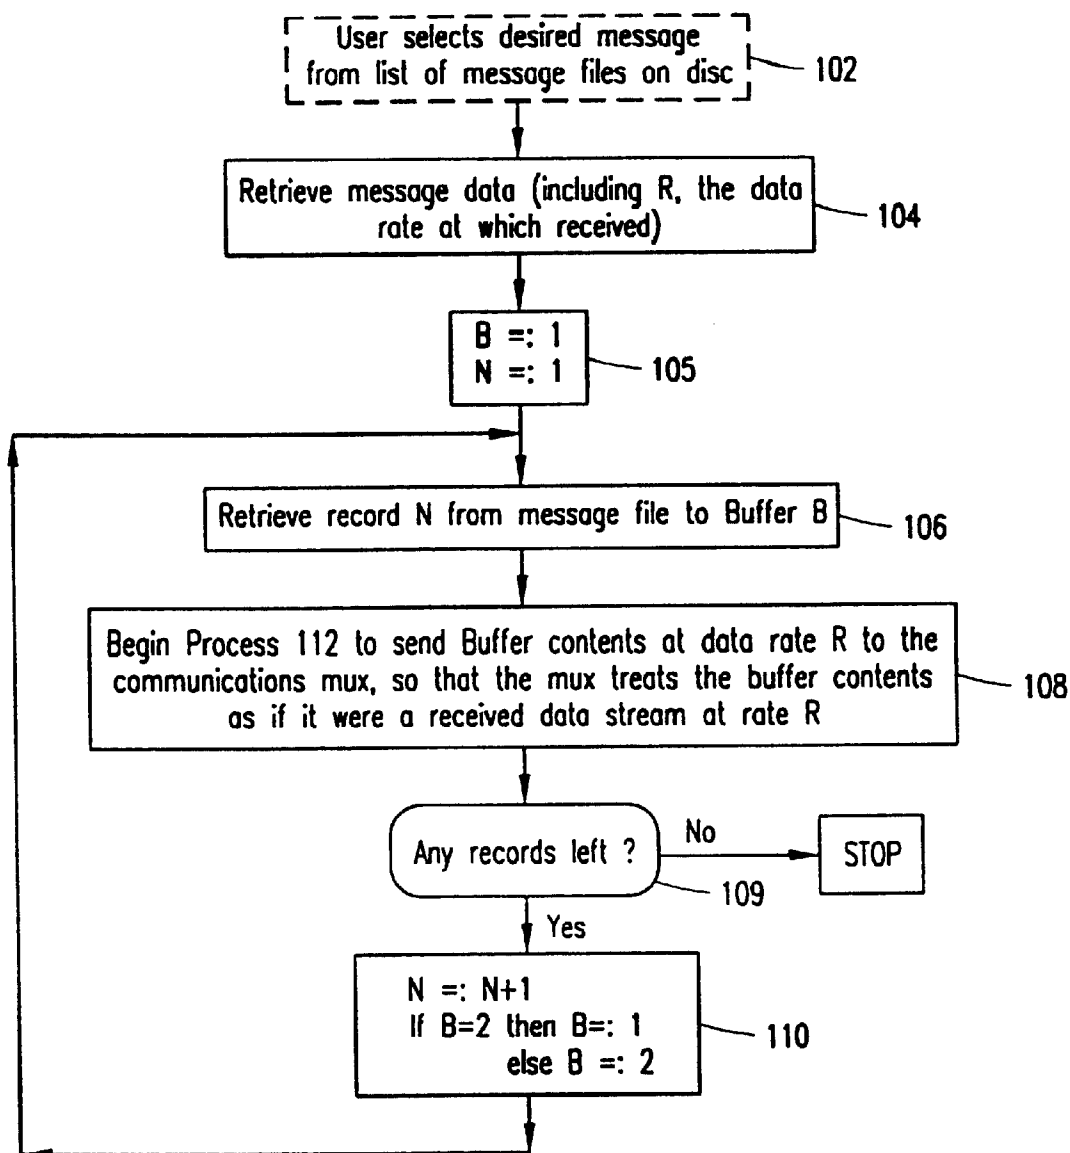 User selects desired message
from list of message files on disc
102
Retrieve message data (including R, the data
rate at which received)
104
B =: 1
N =: 1
105
Retrieve record N from message file to Buffer B
106
Begin Process 112 to send Buffer contents at data rate R to the
communications mux, so that the mux treats the buffer contents
as if it were a received data stream at rate R
108
Any records left ?
109
No
STOP
Yes
N =: N+1
If B=2 then B=: 1
else B =: 2
110